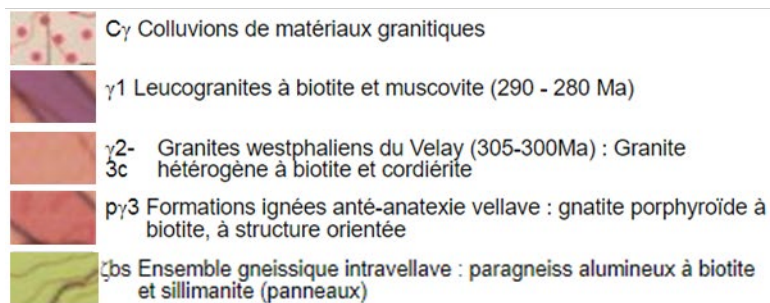 Cγ Colluvions de matériaux granitiques
γ1 Leucogranites à biotite et muscovite (290 - 280 Ma)
γ2- Granites westphaliens du Velay (305-300Ma) : Granite
3c hétérogène à biotite et cordiérite
pγ3 Formations ignées anté-anatexie vellave : gnatite porphyroïde à
biotite, à structure orientée
ζbs Ensemble gneissique intravellave : paragneiss alumineux à biotite
et sillimanite (panneaux)